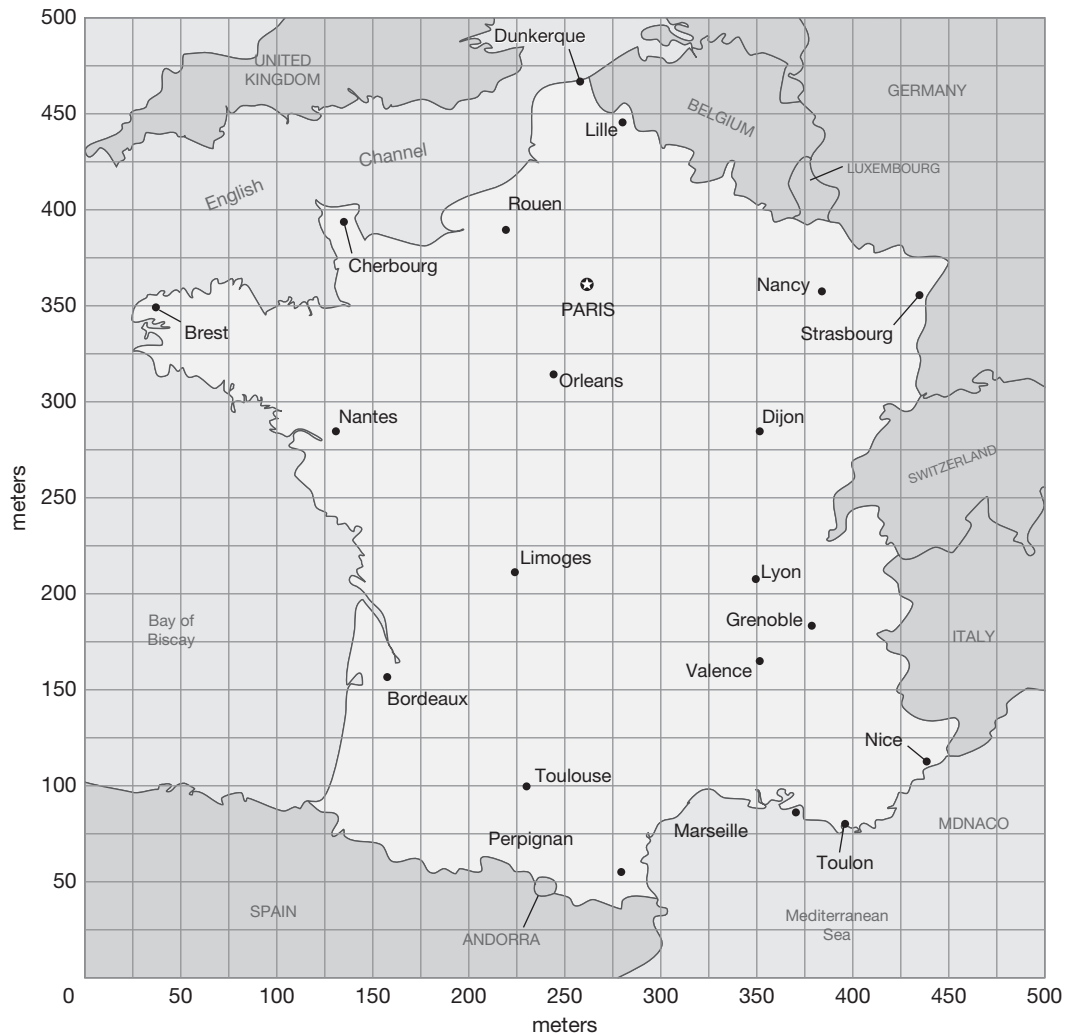 500
Dunkerque
UNITED
KINGDOM
GERMANY
450
BELGIUM
Lille
Channel
LUXEMBOURG
English
400
Rouen
Cherbourg
Nancy
350
PARIS
Brest
Strasbourg
Orleans
300
Nantes
Dijon
SWITZERLAND
meters
250
Limoges
Lyon
200
Grenoble
Bay of
Biscay
ITALY
Valence
150
Bordeaux
Nice
100
Toulouse
Perpignan
Marseille
MDNACO
Toulon
50
SPAIN
Mediterranean
Sea
ANDORRA
0 50 100 150 200 250 300 350 400 450 500
meters